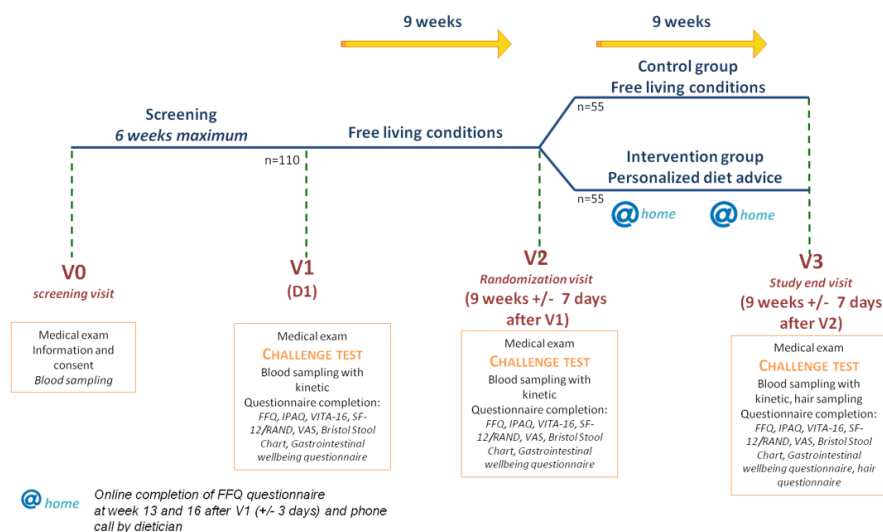 9 weeks
9 weeks
Control group
Free living conditions
Screening
6 weeks maximum
n=110
Free living conditions
n=55
Intervention group
Personalized diet advice
n=55
@home
@home
V0
screening visit
V1
(D1)
V2
Randomization visit
(9 weeks +/- 7 days
after V1)
V3
Study end visit
(9 weeks +/- 7 days
after V2)
Medical exam
Information and
consent
Blood sampling
Medical exam
CHALLENGE TEST
Blood sampling with
kinetic
Questionnaire completion:
FFQ, IPAQ, VITA-16, SF-
12/RAND, VAS, Bristol Stool
Chart, Gastrointestinal
wellbeing questionnaire
Medical exam
CHALLENGE TEST
Blood sampling with
kinetic
Questionnaire completion:
FFQ, IPAQ, VITA-16, SF-
12/RAND, VAS, Bristol Stool
Chart, Gastrointestinal
wellbeing questionnaire
Medical exam
CHALLENGE TEST
Blood sampling with
kinetic, hair sampling
Questionnaire completion:
FFQ, IPAQ, VITA-16, SF-
12/RAND, VAS, Bristol Stool
Chart, Gastrointestinal
wellbeing questionnaire, hair
questionnaire
@home
Online completion of FFQ questionnaire
at week 13 and 16 after V1 (+/- 3 days) and phone
call by dietician